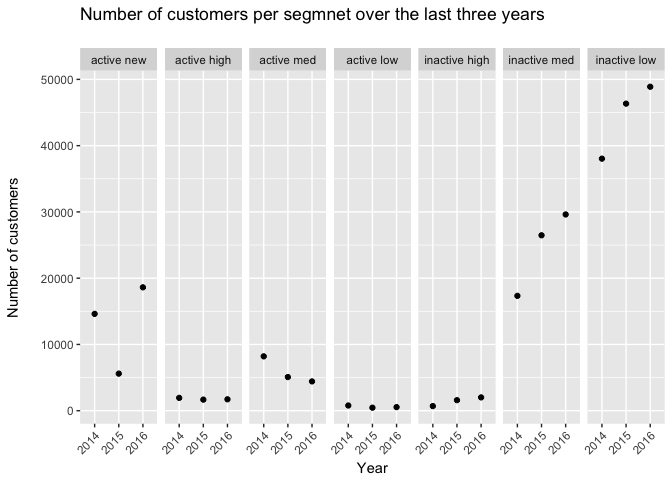 Number of customers per segmnet over the last three years
active new active high active med active low inactive high inactive med inactive low
50000
40000
30000
20000
10000
0
Number of customers
2014 2015 2016 2014 2015 2016 2014 2015 2016 2014 2015 2016 2014 2015 2016 2014 2015 2016 2014 2015 2016
Year